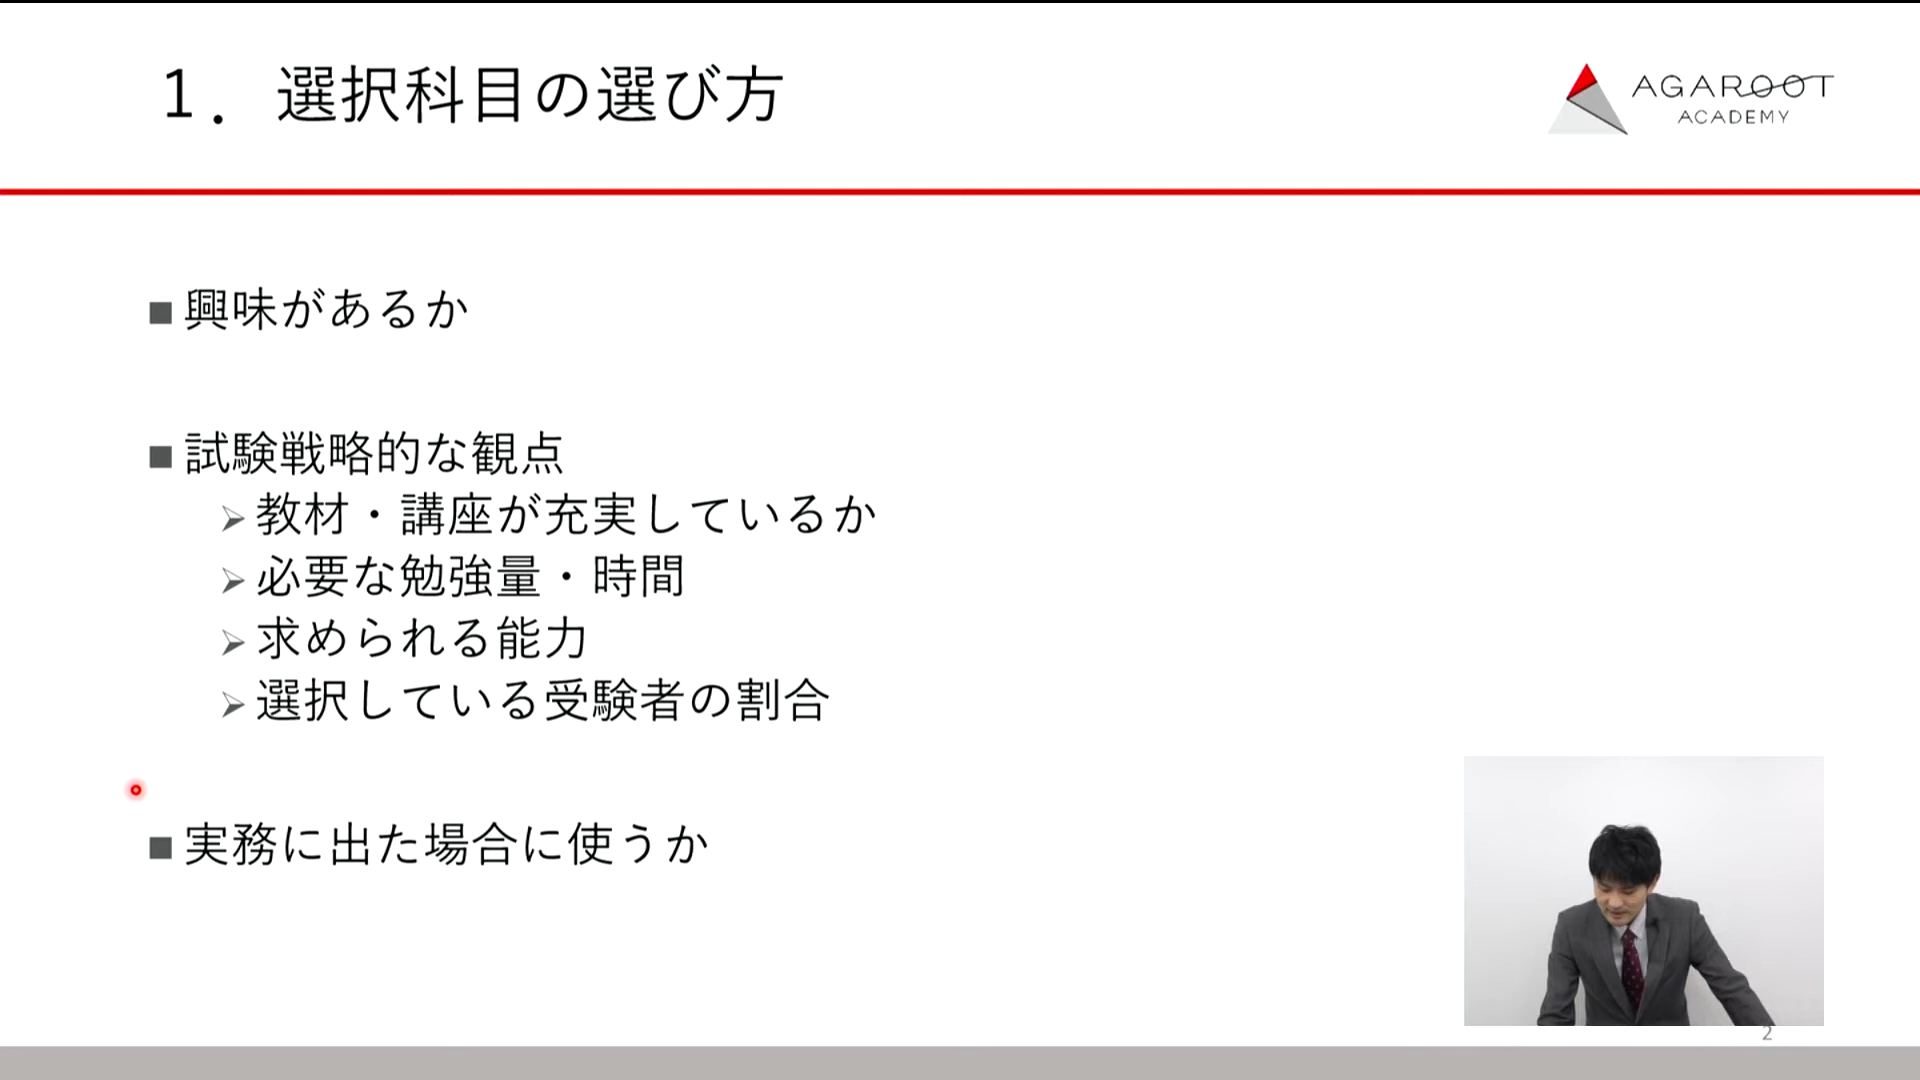 １．選択科目の選び方
AGAROOT
ACADEMY
■興味があるか
■試験戦略的な観点
➢教材・講座が充実しているか
➢必要な勉強量・時間
➢求められる能力
➢選択している受験者の割合
■実務に出た場合に使うか
2